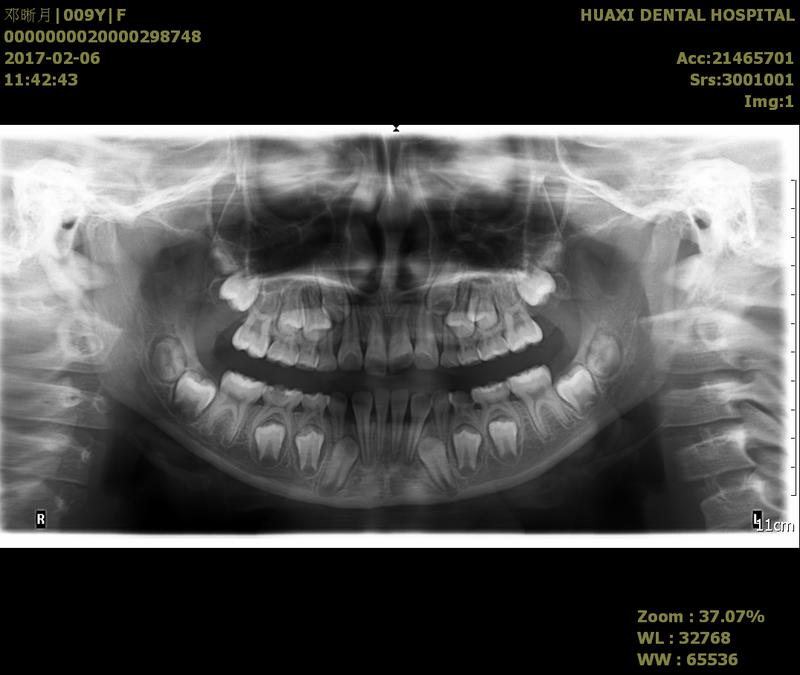 邓晰月|009Y|F
0000000020000298748
2017-02-06
11:42:43
HUAXI DENTAL HOSPITAL
Acc:21465701
Srs:3001001
Img:1
R
L
11cm
Zoom : 37.07%
WL : 32768
WW : 65536